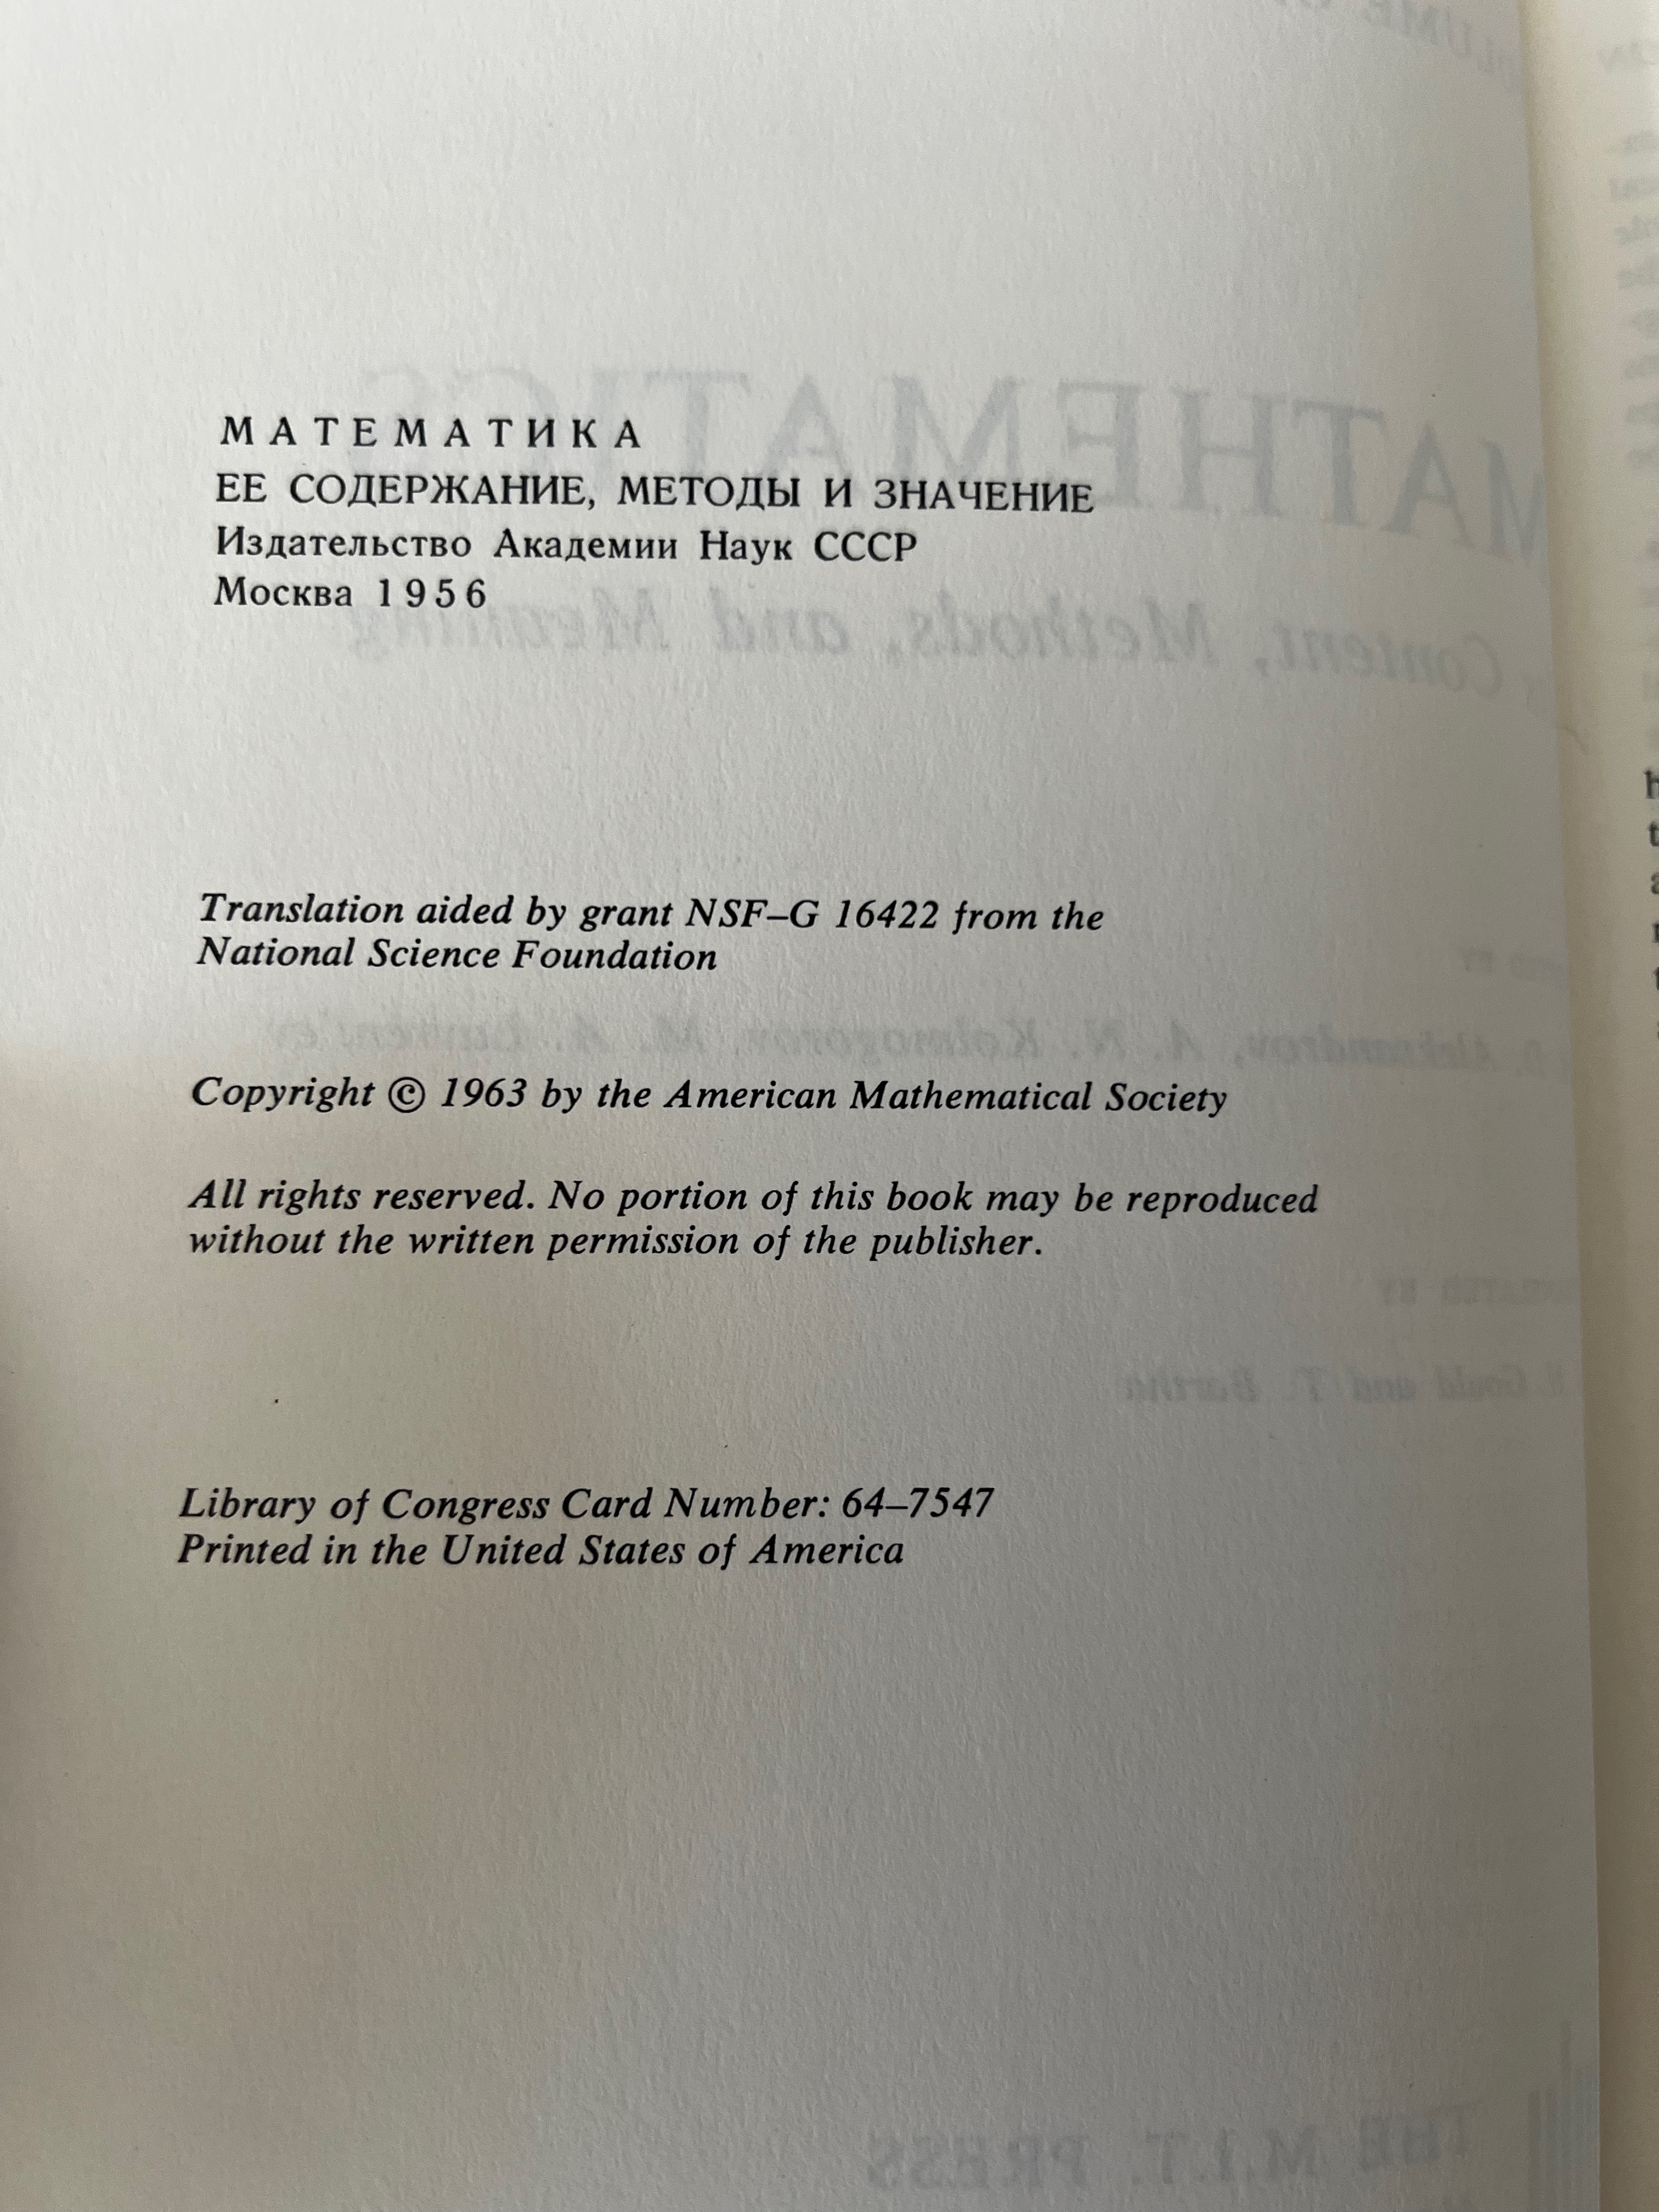 МАТЕМАТИКА
ЕЕ СОДЕРЖАНИЕ, МЕТОДЫ И ЗНАЧЕНИЕ
Издательство Академии Наук СССР
Москва 1956
Translation aided by grant NSF–G 16422 from the
National Science Foundation
Copyright © 1963 by the American Mathematical Society
All rights reserved. No portion of this book may be reproduced
without the written permission of the publisher.
Library of Congress Card Number: 64–7547
Printed in the United States of America